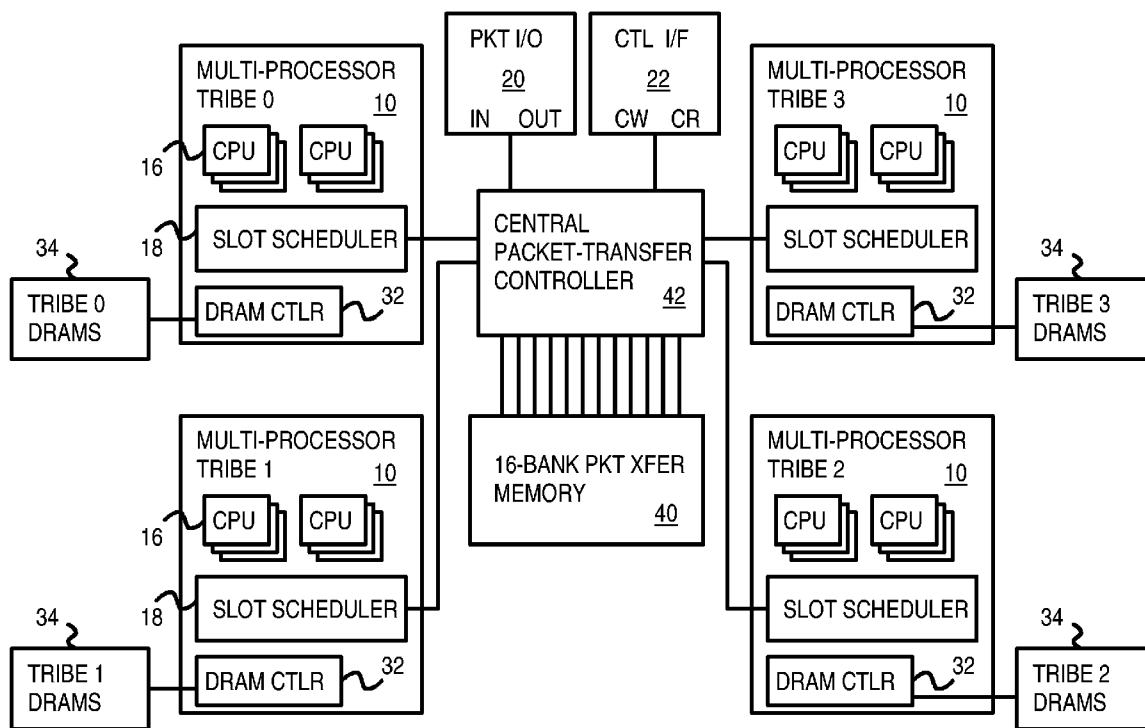 PKT I/O
20
IN OUT
CTL I/F
22
CW CR
MULTI-PROCESSOR
TRIBE 0
10
16
CPU
CPU
18
SLOT SCHEDULER
34
TRIBE 0
DRAMS
DRAM CTLR
32
CENTRAL
PACKET-TRANSFER
CONTROLLER
42
MULTI-PROCESSOR
TRIBE 3
10
CPU
CPU
SLOT SCHEDULER
DRAM CTLR
32
34
TRIBE 3
DRAMS
MULTI-PROCESSOR
TRIBE 1
10
16
CPU
CPU
18
SLOT SCHEDULER
34
TRIBE 1
DRAMS
DRAM CTLR
32
16-BANK PKT XFER
MEMORY
40
MULTI-PROCESSOR
TRIBE 2
10
CPU
CPU
SLOT SCHEDULER
DRAM CTLR
32
34
TRIBE 2
DRAMS